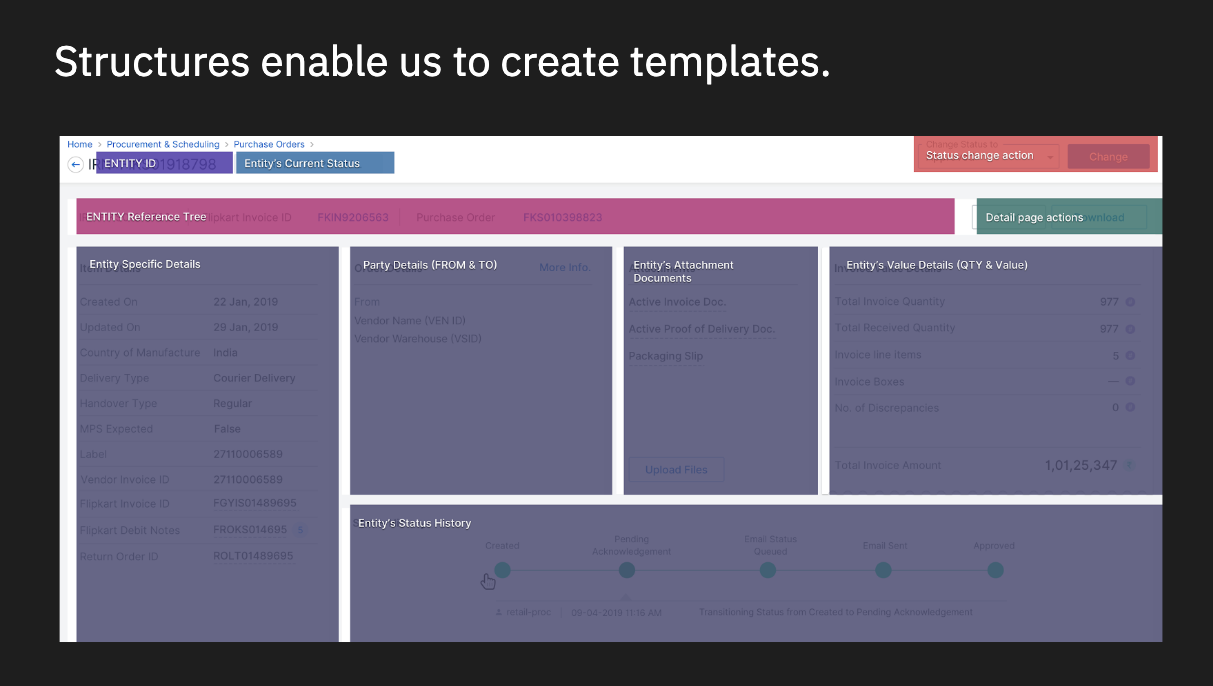 Structures enable us to create templates.
Home > Procurement & Scheduling > Purchase Orders >
ENTITY ID
Entity's Current Status
Change Status to
Status change action
Change
ENTITY Reference Tree
Invoice ID FKIN9206563 Purchase Order FKS010398823
Detail page actions
Entity Specific Details
Created On 22 Jan, 2019
Updated On 29 Jan, 2019
Country of Manufacture India
Delivery Type Courier Delivery
Handover Type Regular
MPS Expected False
Label 27110006589
Vendor Invoice ID 27110006589
Flipkart Invoice ID FGYIS01489695
Flipkart Debit Notes FROKS014695 5
Return Order ID ROLT01489695
Party Details (FROM & TO)
More Info.
From
Vendor Name (VEN ID)
Vendor Warehouse (VSID)
Entity's Attachment
Documents
Active Invoice Doc.
Active Proof of Delivery Doc.
Packaging Slip
Upload Files
Entity's Value Details (QTY & Value)
Total Invoice Quantity 977
Total Received Quantity 977
Invoice line items 5
Invoice Boxes —
No. of Discrepancies 0
Total Invoice Amount 1,01,25,347
Entity's Status History
Created
Pending
Acknowledgement
Email Status
Queued
Email Sent
Approved
retail-proc | 09-04-2019 11:16 AM Transitioning Status from Created to Pending Acknowledgement